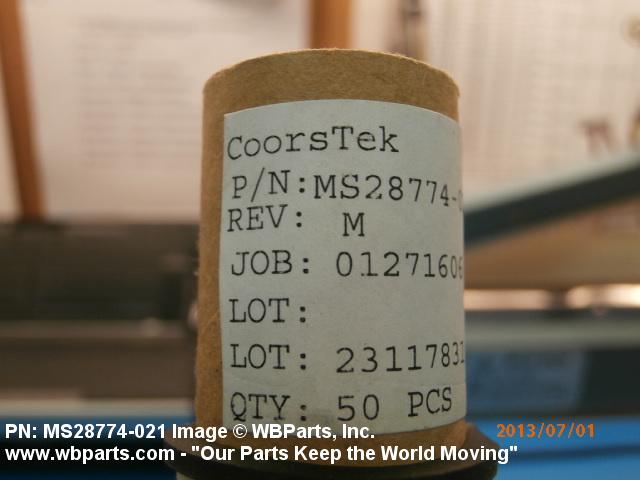 CoorsTek
P/N:MS28774-
REV: M
JOB: 01271606
LOT:
LOT: 2311783
QTY: 50 PCS
PN: MS28774-021 Image © WBParts, Inc.
2013/07/01
www.wbparts.com - "Our Parts Keep the World Moving"